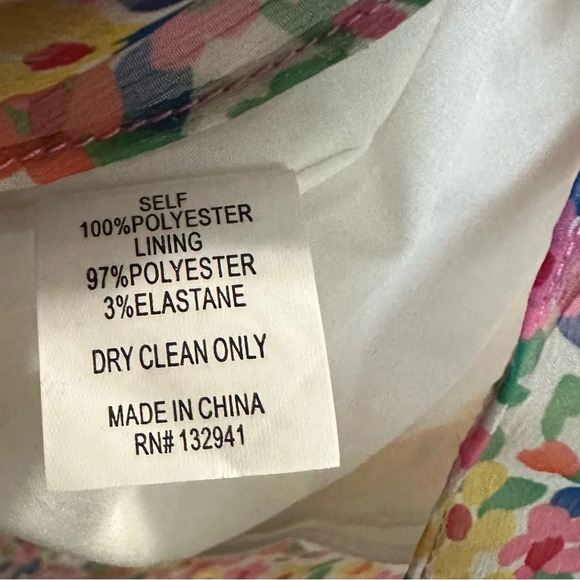 SELF
100%POLYESTER
LINING
97%POLYESTER
3%ELASTANE
DRY CLEAN ONLY
MADE IN CHINA
RN# 132941